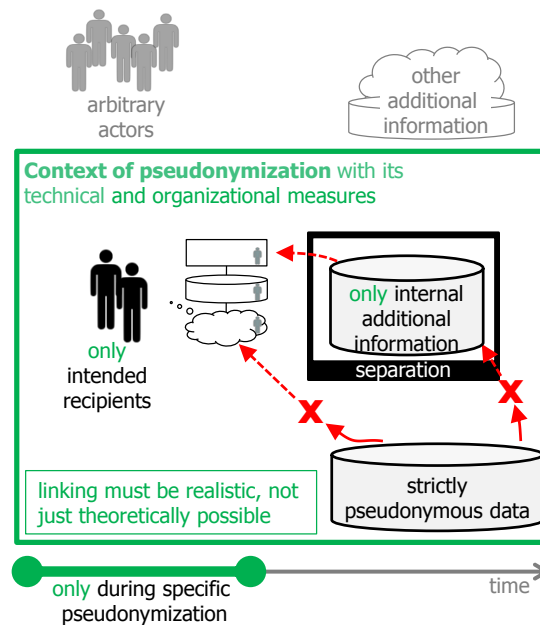 arbitrary
actors
other
additional
information
Context of pseudonymization with its
technical and organizational measures
only
intended
recipients
only internal
additional
information
separation
X
X
strictly
pseudonymous data
linking must be realistic, not
just theoretically possible
time
only during specific
pseudonymization